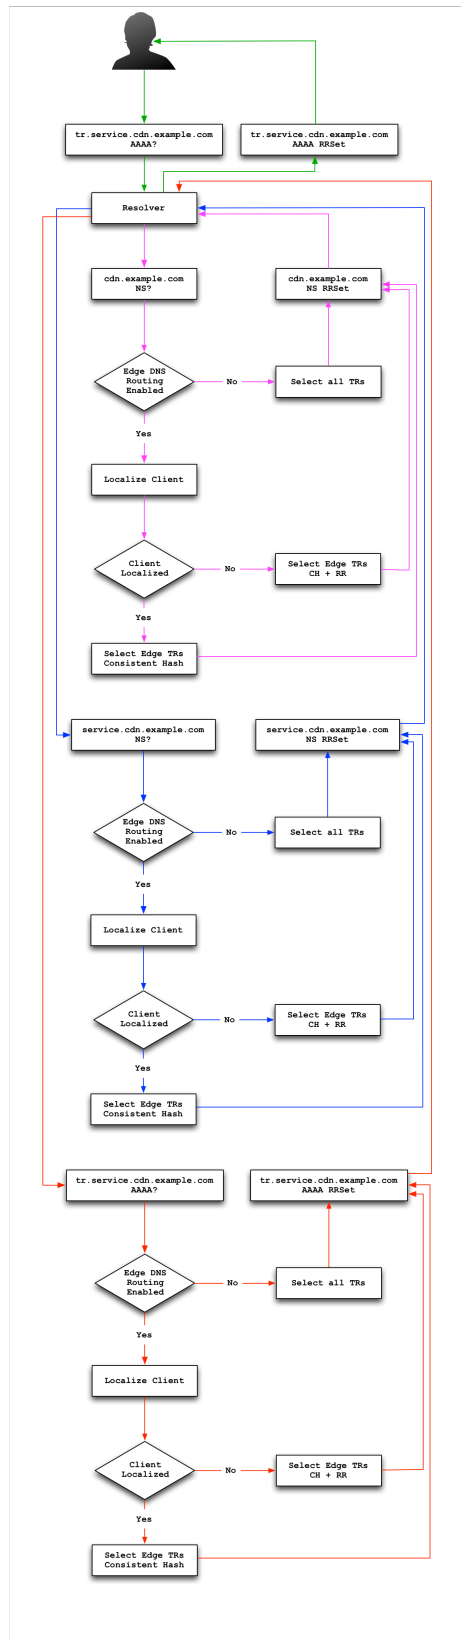 tr.service.cdn.example.com
AAAA?
tr.service.cdn.example.com
AAAA RRSet
Resolver
cdn.example.com
NS?
cdn.example.com
NS RRSet
Edge DNS
Routing
Enabled
No
Select all TRs
Yes
Localize Client
Client
Localized
No
Select Edge TRs
CH + RR
Yes
Select Edge TRs
Consistent Hash
service.cdn.example.com
NS?
service.cdn.example.com
NS RRSet
Edge DNS
Routing
Enabled
No
Select all TRs
Yes
Localize Client
Client
Localized
No
Select Edge TRs
CH + RR
Yes
Select Edge TRs
Consistent Hash
tr.service.cdn.example.com
AAAA?
tr.service.cdn.example.com
AAAA RRSet
Edge DNS
Routing
Enabled
No
Select all TRs
Yes
Localize Client
Client
Localized
No
Select Edge TRs
CH + RR
Yes
Select Edge TRs
Consistent Hash